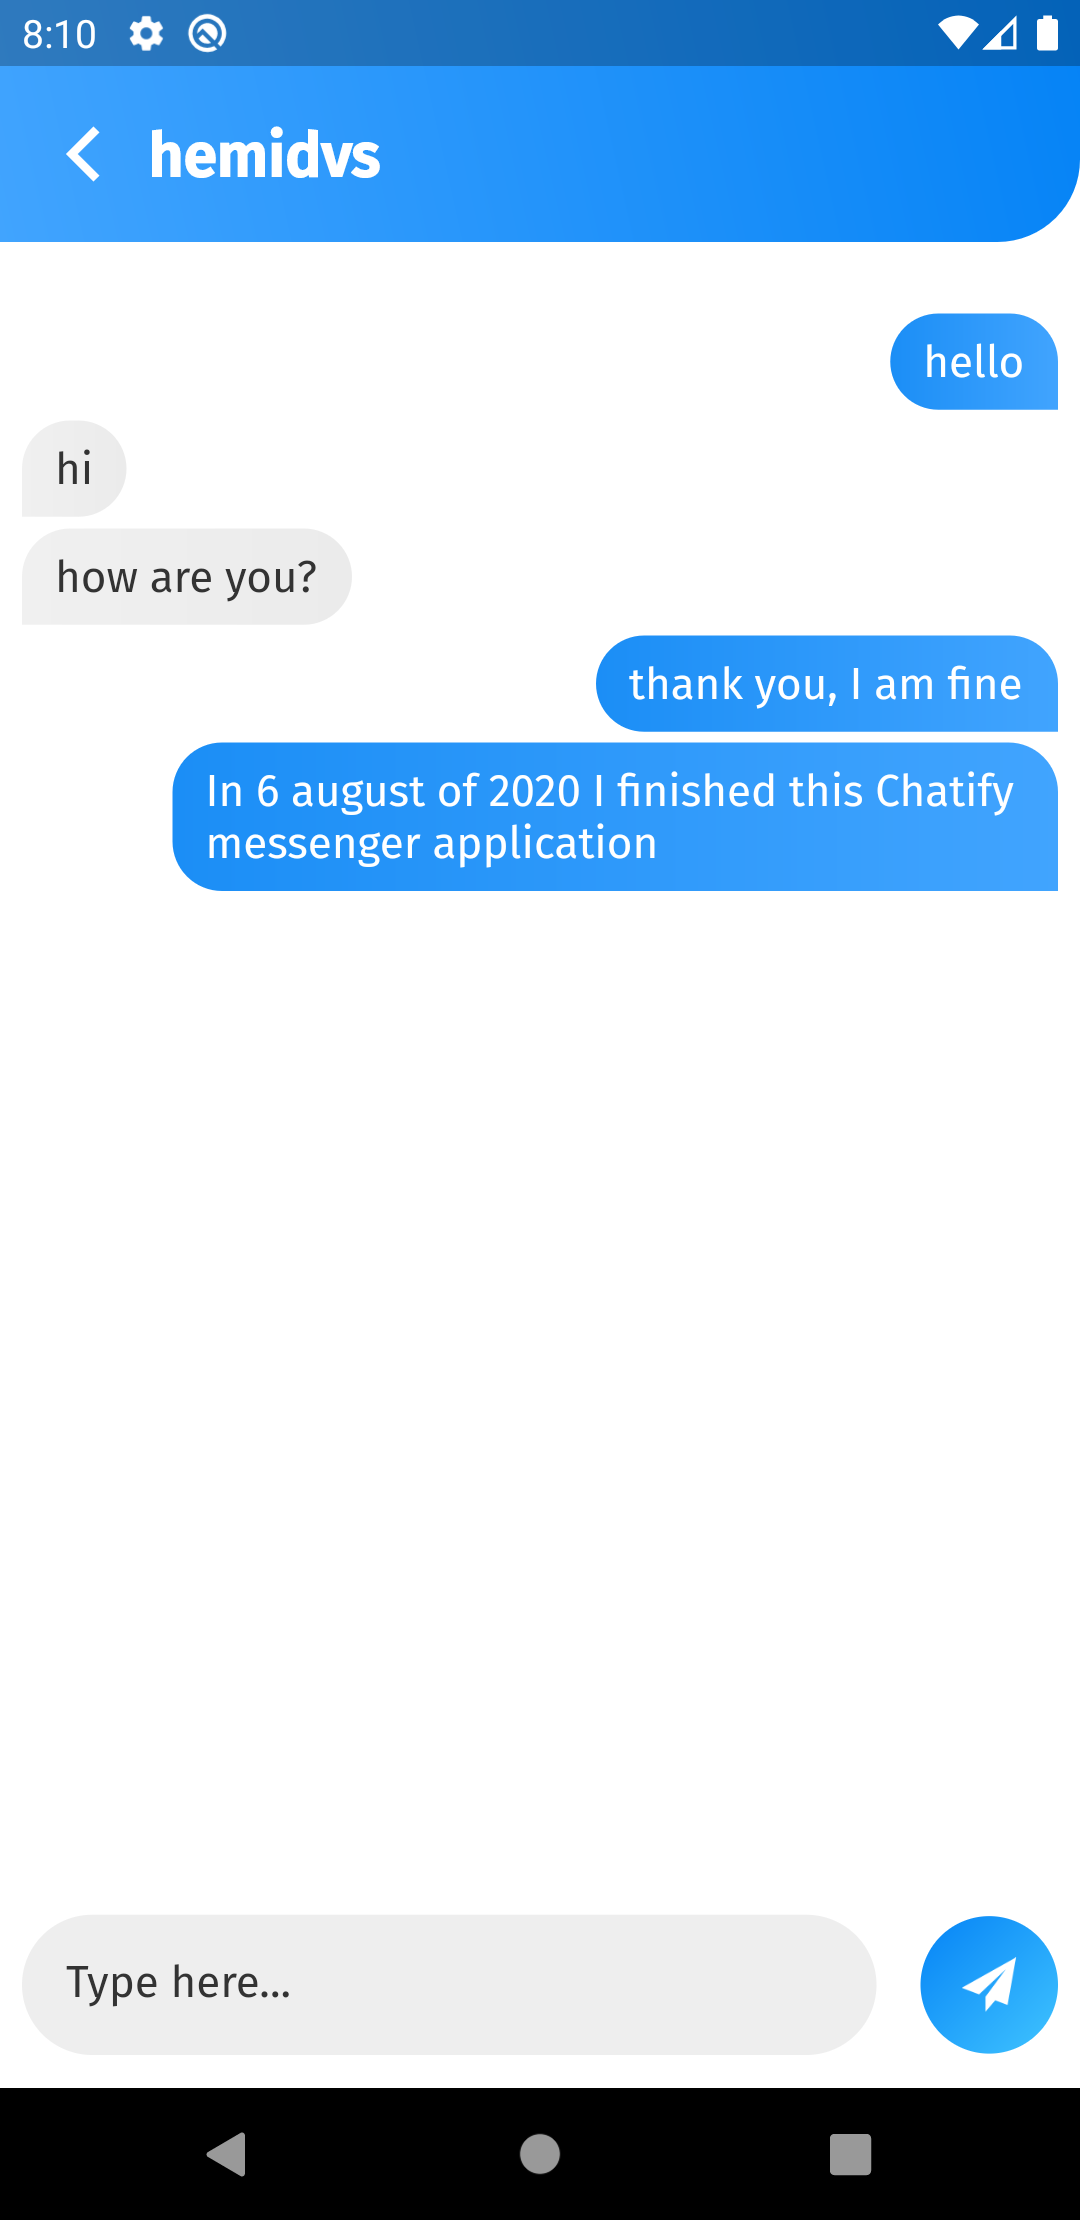 8:10
hemidvs
hello
hi
how are you?
thank you, I am fine
In 6 august of 2020 I finished this Chatify
messenger application
Type here...